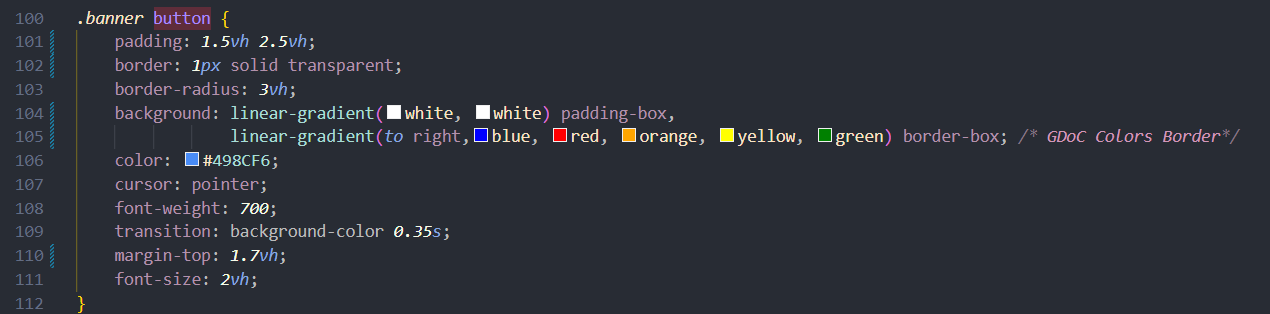 100 .banner button {
101 padding: 1.5vh 2.5vh;
102 border: 1px solid transparent;
103 border-radius: 3vh;
104 background: linear-gradient(white, white) padding-box,
105 linear-gradient(to right,blue, red, orange, yellow, green) border-box; /* GDoC Colors Border*/
106 color: #498CF6;
107 cursor: pointer;
108 font-weight: 700;
109 transition: background-color 0.35s;
110 margin-top: 1.7vh;
111 font-size: 2vh;
112 }